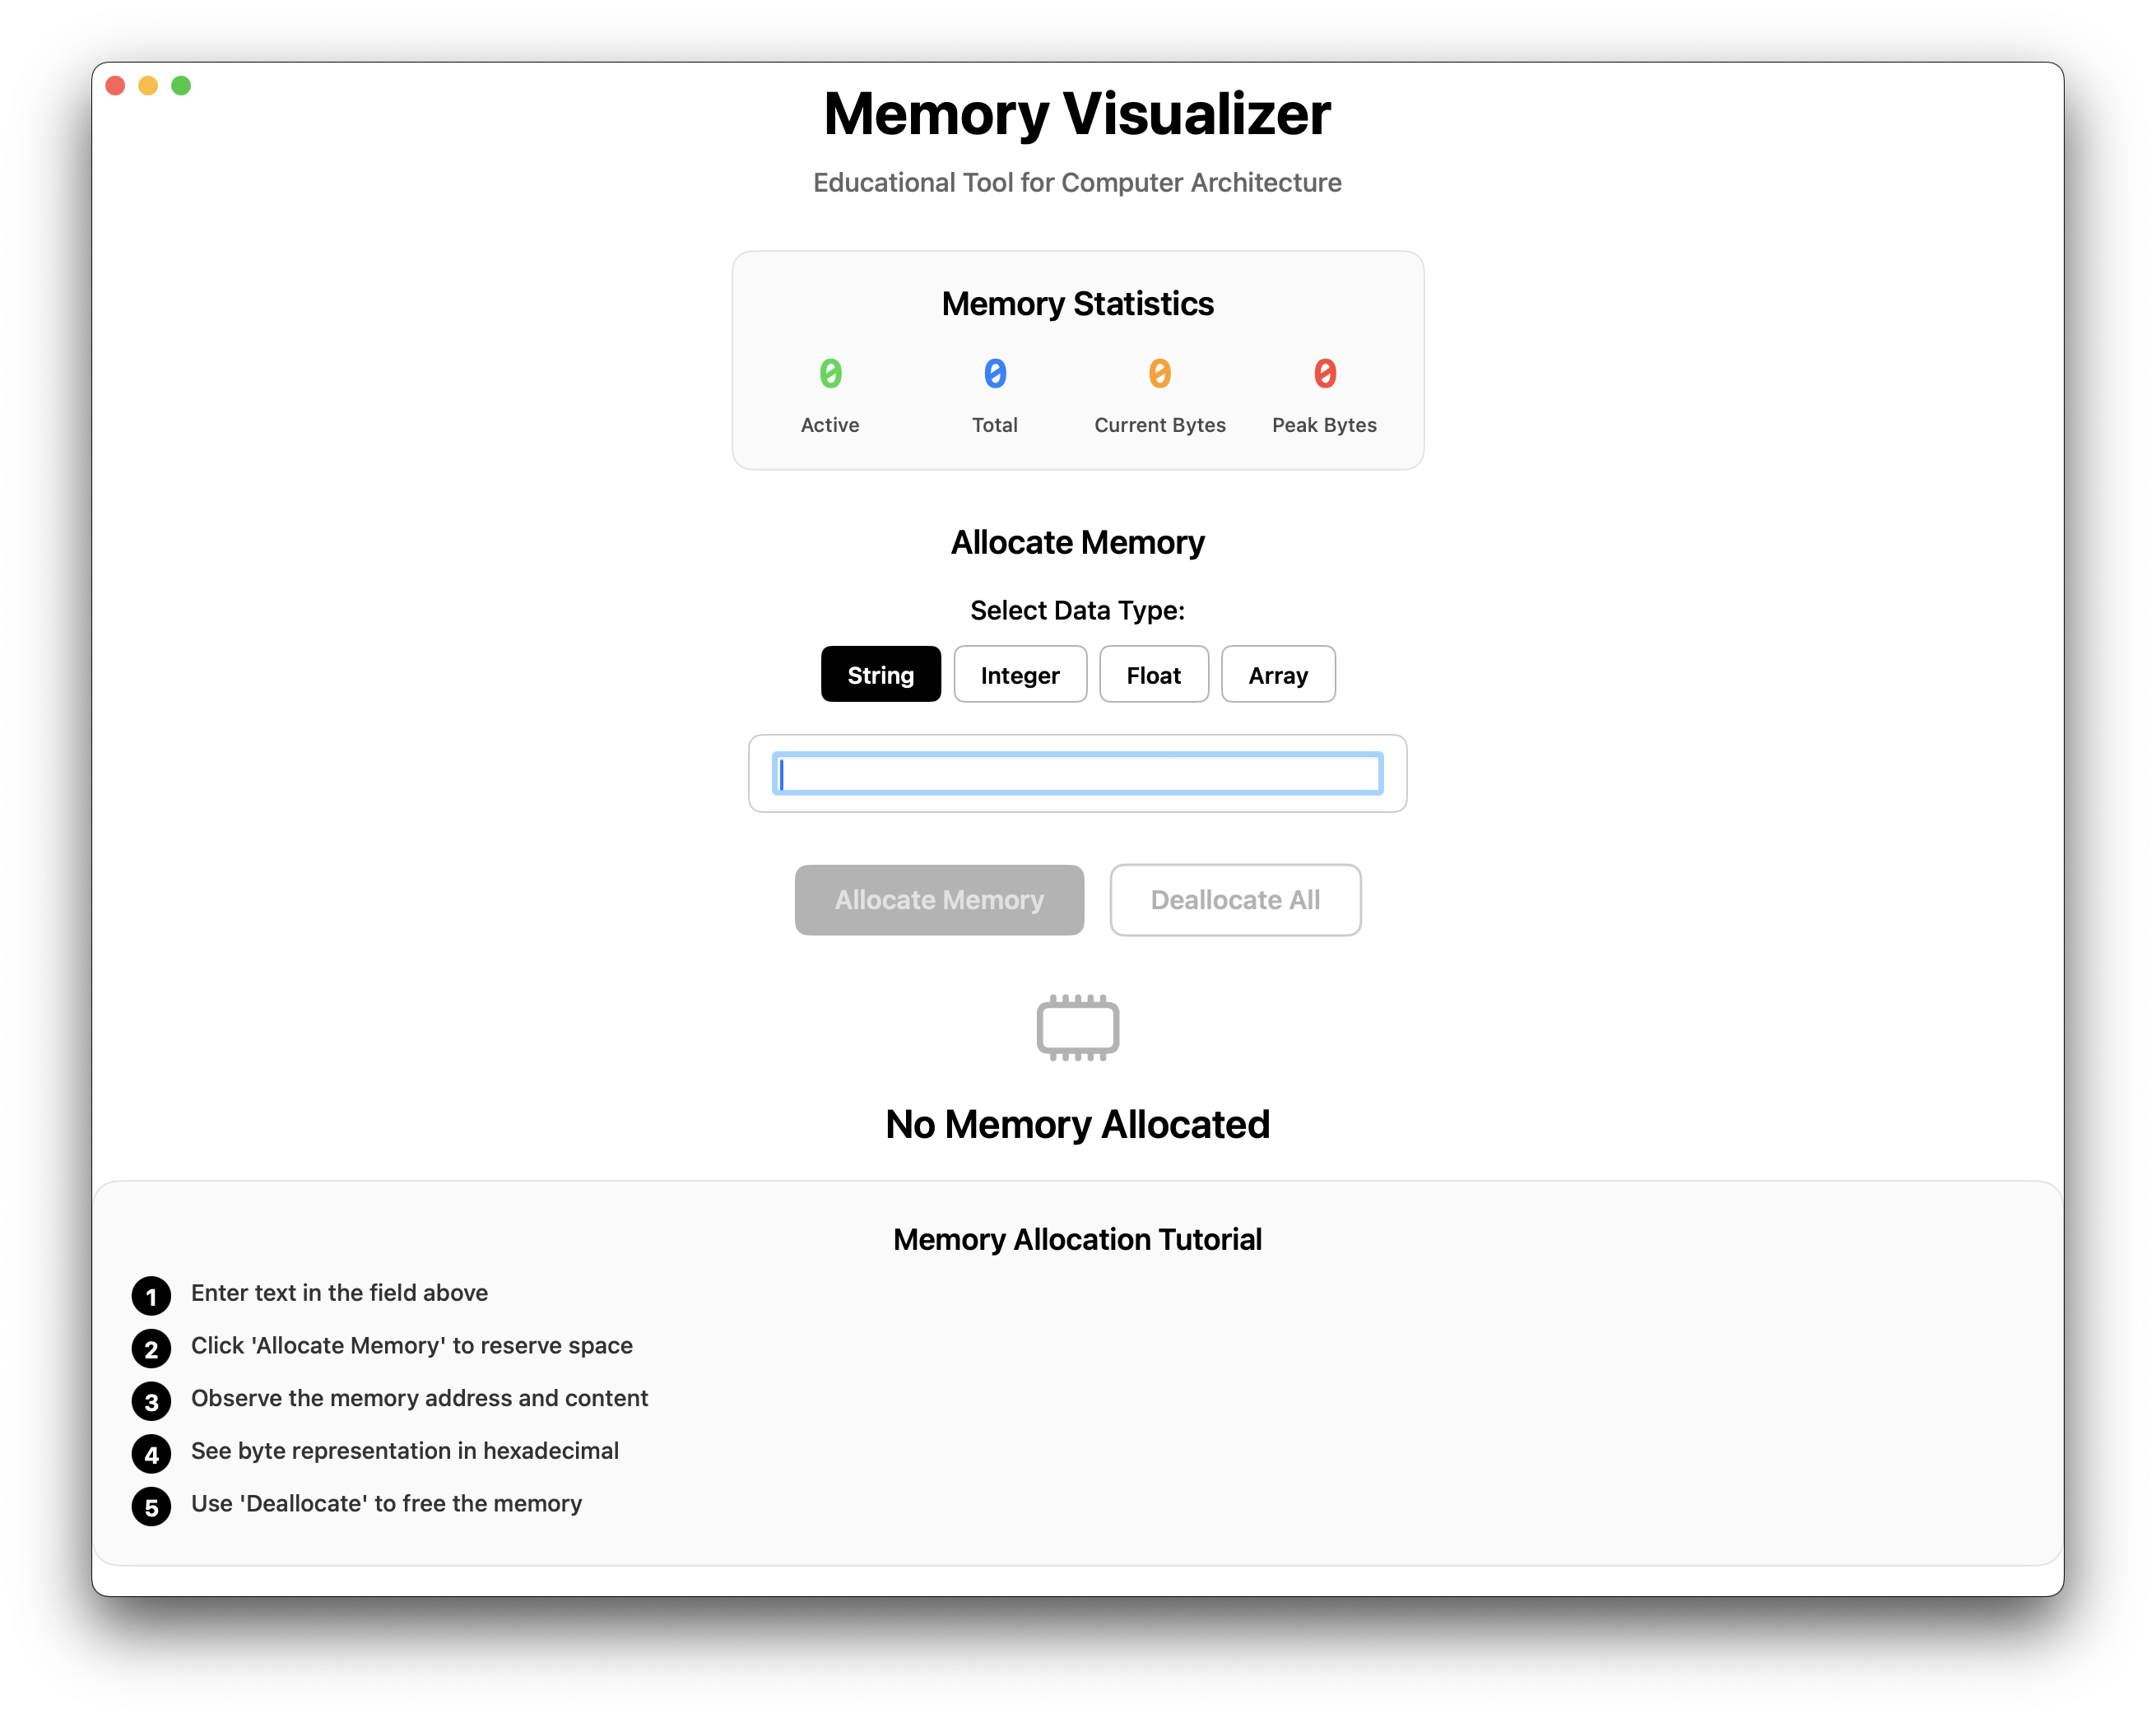 Memory Visualizer
Educational Tool for Computer Architecture
Memory Statistics
0 0 0 0
Active Total Current Bytes Peak Bytes
Allocate Memory
Select Data Type:
String Integer Float Array
Allocate Memory Deallocate All
No Memory Allocated
Memory Allocation Tutorial
1 Enter text in the field above
2 Click 'Allocate Memory' to reserve space
3 Observe the memory address and content
4 See byte representation in hexadecimal
5 Use 'Deallocate' to free the memory